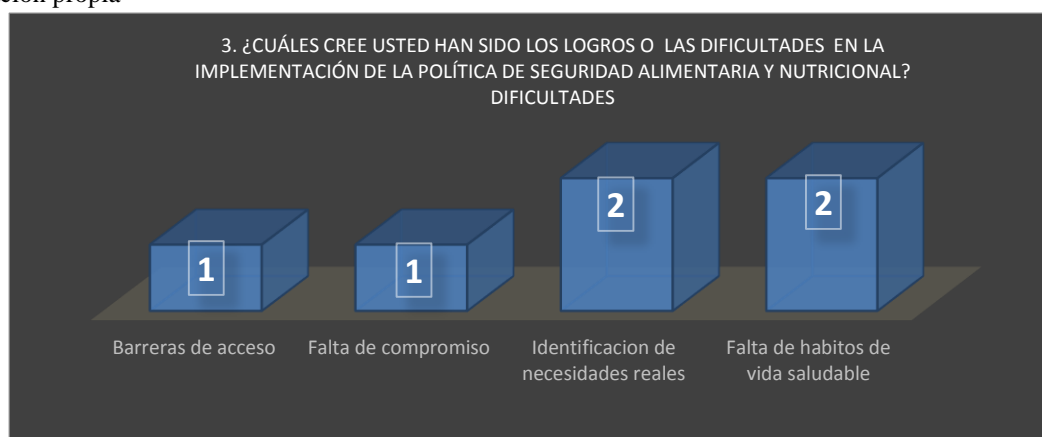 ción propia
3. ¿CUÁLES CREE USTED HAN SIDO LOS LOGROS O LAS DIFICULTADES EN LA
IMPLEMENTACIÓN DE LA POLÍTICA DE SEGURIDAD ALIMENTARIA Y NUTRICIONAL?
DIFICULTADES
1
1
2
2
Barreras de acceso
Falta de compromiso
Identificacion de
necesidades reales
Falta de habitos de
vida saludable